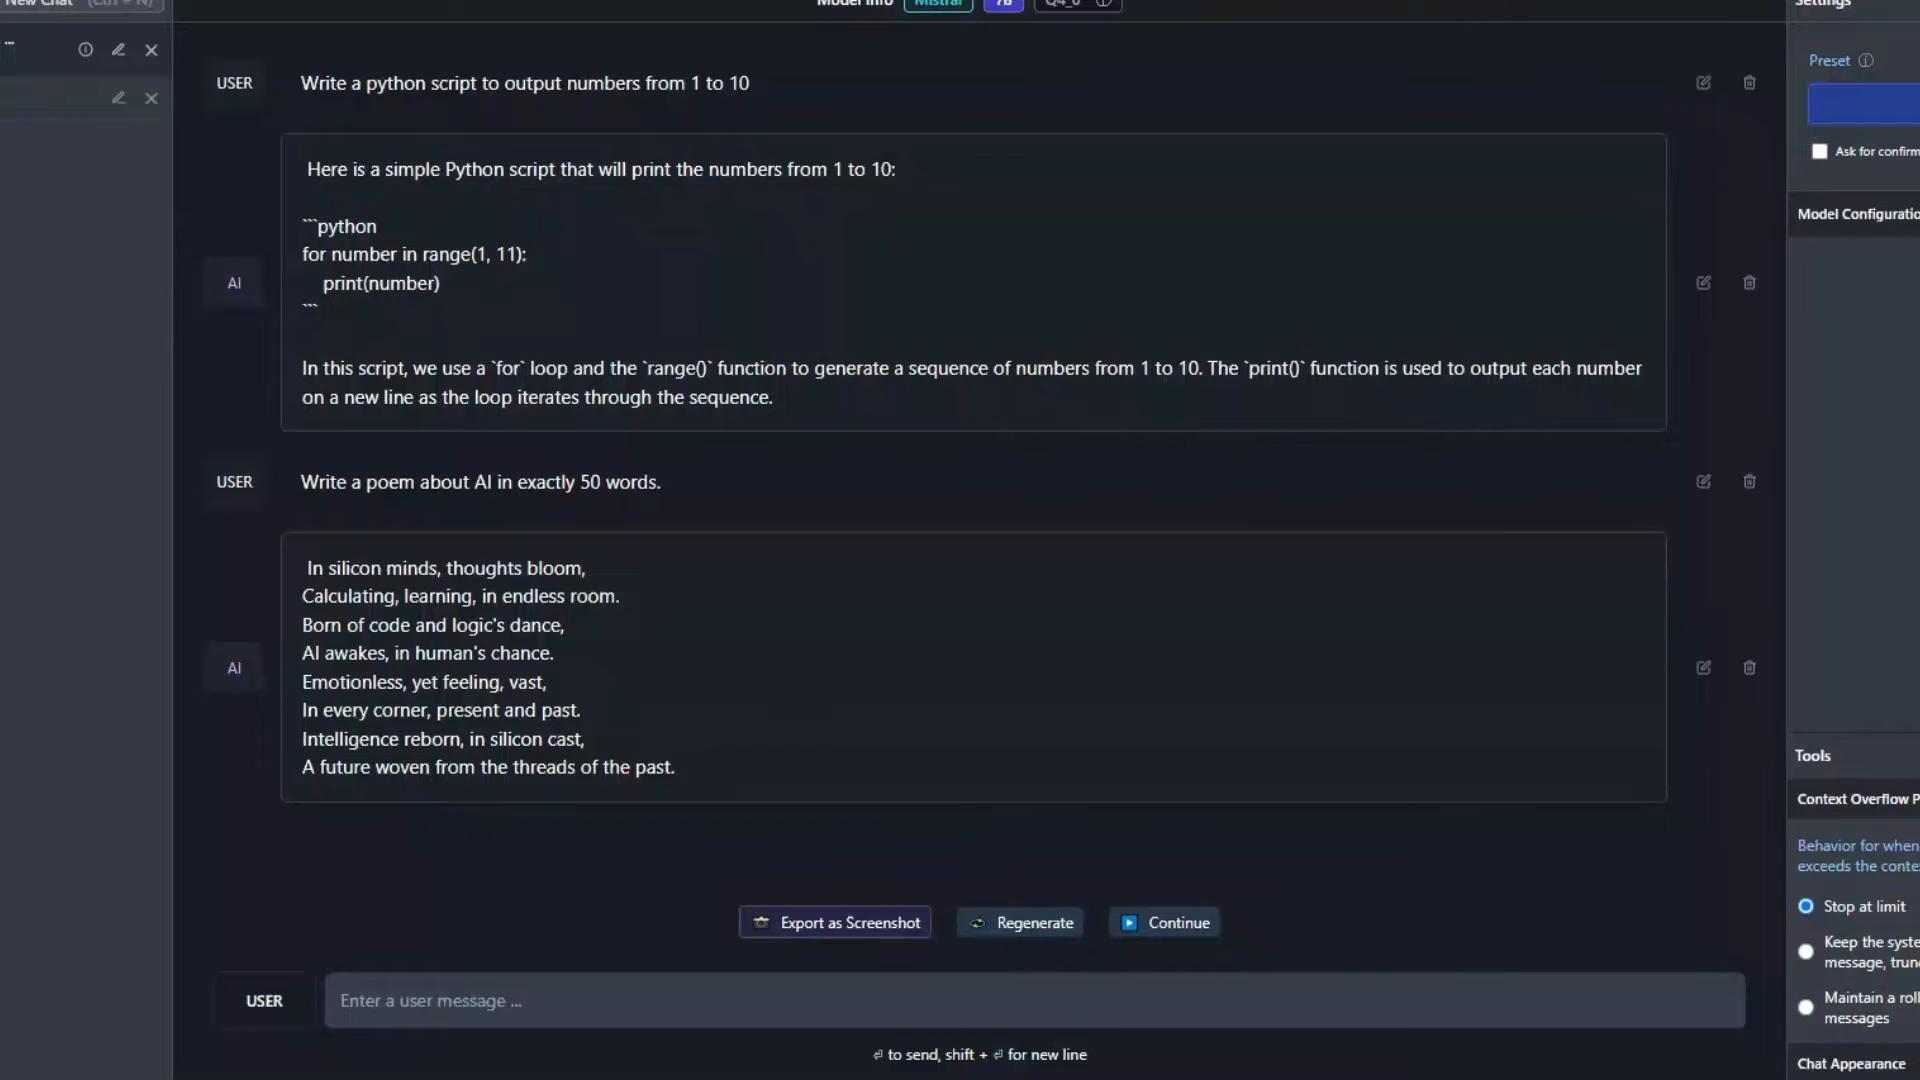 New Chat (Ctrl + N)
Model Info Mistral 7B Q4_0
Settings
...
Preset
USER Write a python script to output numbers from 1 to 10
Ask for confirm
Here is a simple Python script that will print the numbers from 1 to 10:
```python
for number in range(1, 11):
print(number)
```
AI
In this script, we use a `for` loop and the `range()` function to generate a sequence of numbers from 1 to 10. The `print()` function is used to output each number
on a new line as the loop iterates through the sequence.
Model Configuratio
USER Write a poem about AI in exactly 50 words.
In silicon minds, thoughts bloom,
Calculating, learning, in endless room.
Born of code and logic's dance,
AI awakes, in human's chance.
AI
Emotionless, yet feeling, vast,
In every corner, present and past.
Intelligence reborn, in silicon cast,
A future woven from the threads of the past.
Tools
Context Overflow P
Behavior for when
exceeds the conte
Stop at limit
Keep the syste
message, trun
Maintain a roll
messages
Chat Appearance
Export as Screenshot Regenerate Continue
USER Enter a user message ...
⏎ to send, shift + ⏎ for new line